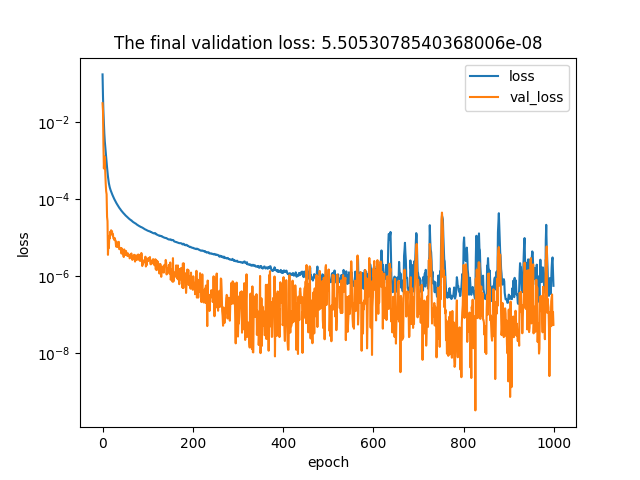 The final validation loss: 5.5053078540368006e-08
loss
val_loss
10⁻²
10⁻⁴
10⁻⁶
10⁻⁸
loss
0
200
400
600
800
1000
epoch